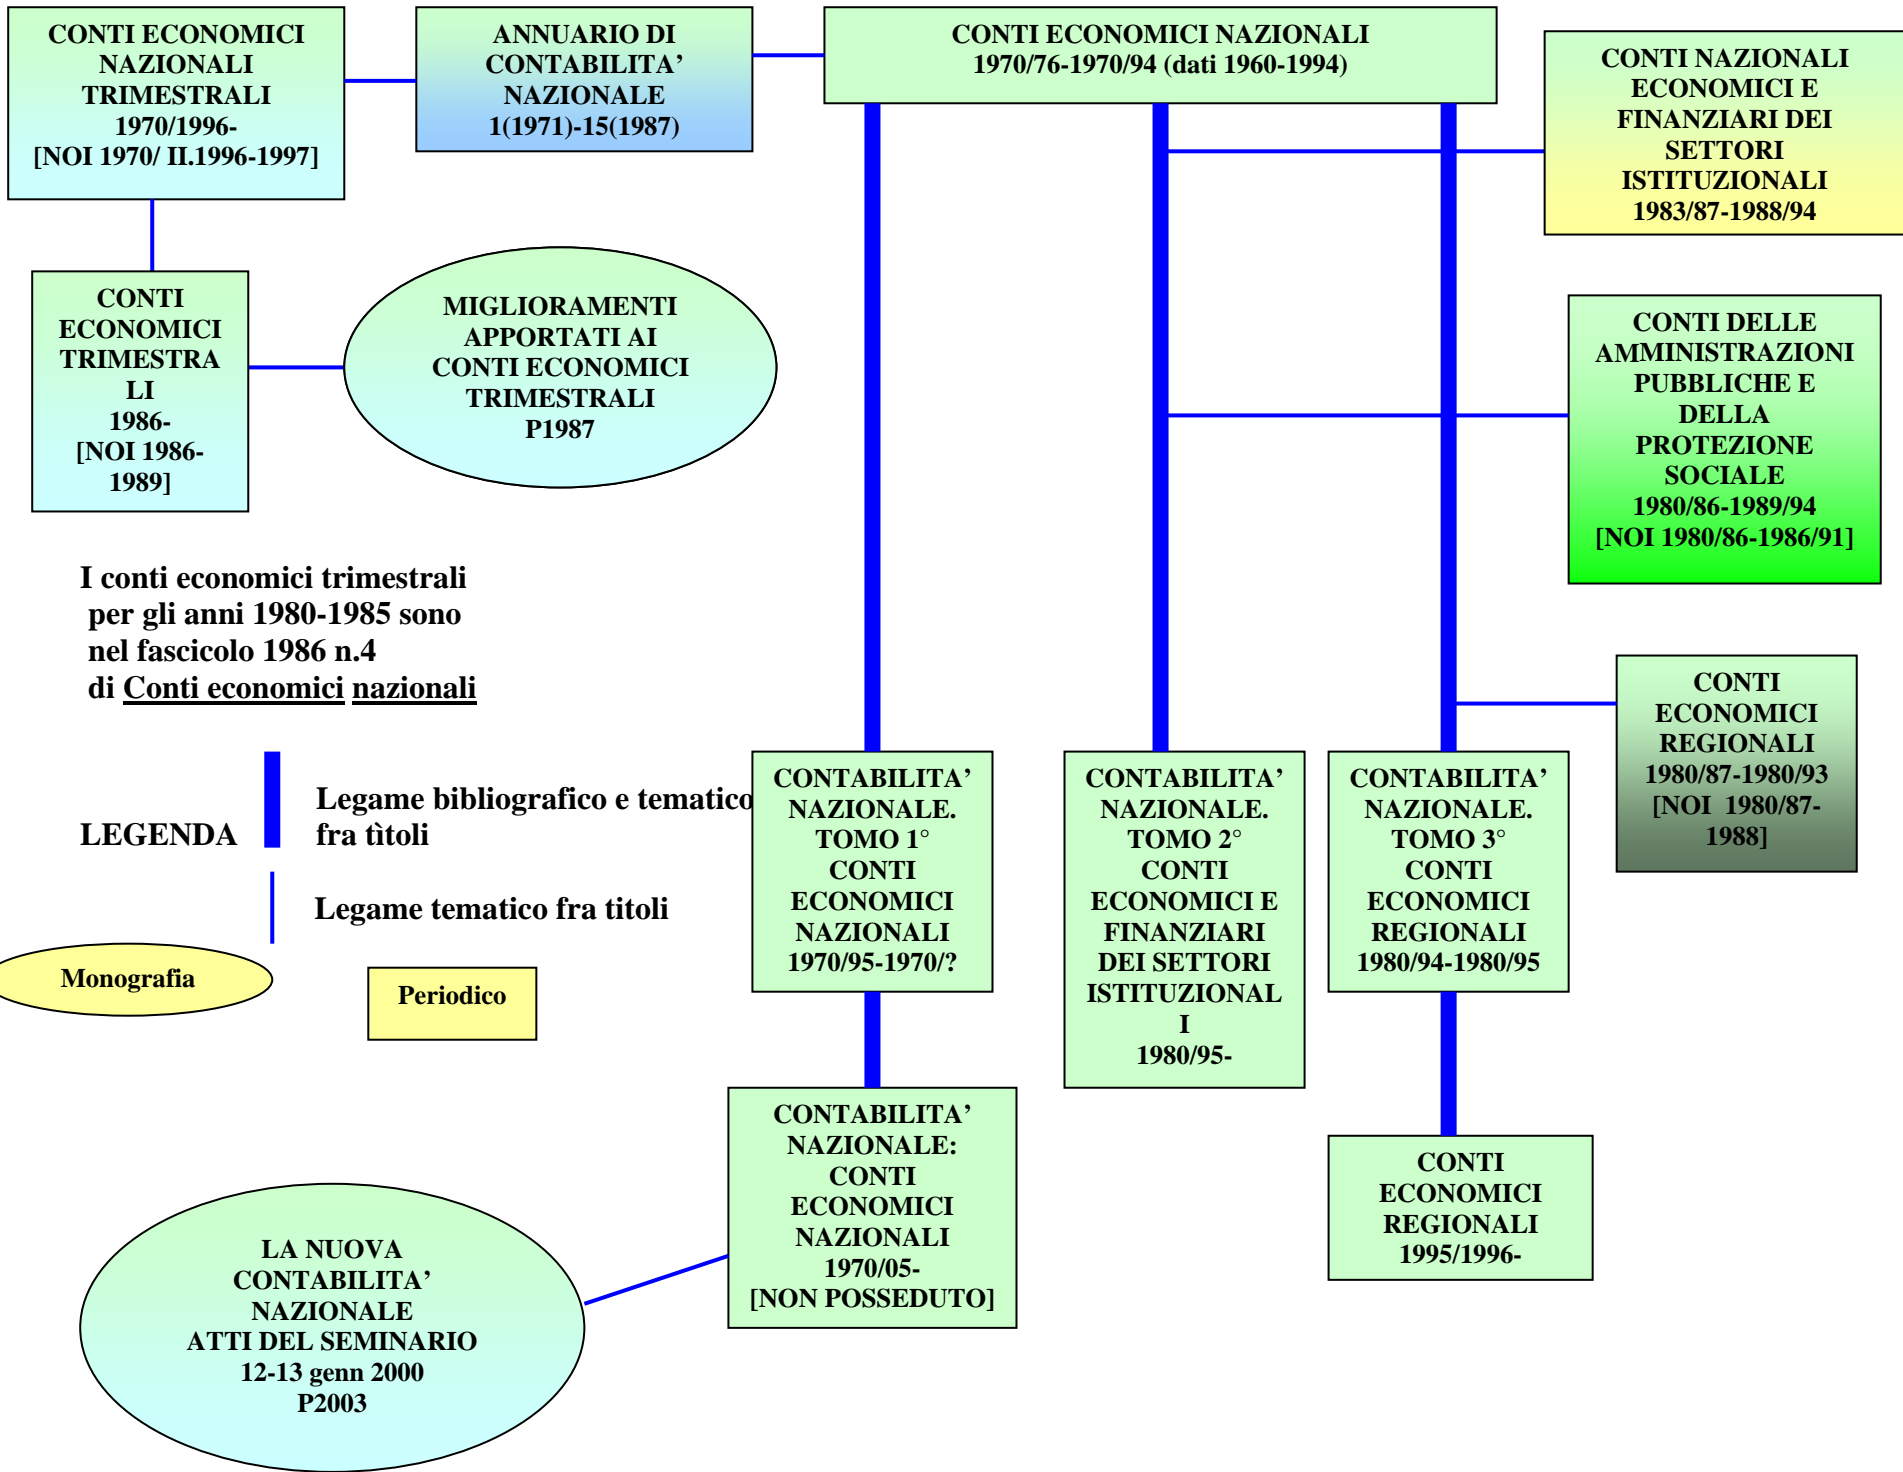 CONTI ECONOMICI
NAZIONALI
TRIMESTRALI
1970/1996-
[NOI 1970/ II.1996-1997]
ANNUARIO DI
CONTABILITA’
NAZIONALE
1(1971)-15(1987)
CONTI ECONOMICI NAZIONALI
1970/76-1970/94 (dati 1960-1994)
CONTI NAZIONALI
ECONOMICI E
FINANZIARI DEI
SETTORI
ISTITUZIONALI
1983/87-1988/94
CONTI
ECONOMICI
TRIMESTRA
LI
1986-
[NOI 1986-
1989]
MIGLIORAMENTI
APPORTATI AI
CONTI ECONOMICI
TRIMESTRALI
P1987
CONTI DELLE
AMMINISTRAZIONI
PUBBLICHE E
DELLA
PROTEZIONE
SOCIALE
1980/86-1989/94
[NOI 1980/86-1986/91]
I conti economici trimestrali
per gli anni 1980-1985 sono
nel fascicolo 1986 n.4
di Conti economici nazionali
CONTI
ECONOMICI
REGIONALI
1980/87-1980/93
[NOI 1980/87-
1988]
LEGENDA
Legame bibliografico e tematico
fra tìtoli
Legame tematico fra titoli
Monografia
Periodico
CONTABILITA’
NAZIONALE.
TOMO 1°
CONTI
ECONOMICI
NAZIONALI
1970/95-1970/?
CONTABILITA’
NAZIONALE.
TOMO 2°
CONTI
ECONOMICI E
FINANZIARI
DEI SETTORI
ISTITUZIONAL
I
1980/95-
CONTABILITA’
NAZIONALE.
TOMO 3°
CONTI
ECONOMICI
REGIONALI
1980/94-1980/95
CONTABILITA’
NAZIONALE:
CONTI
ECONOMICI
NAZIONALI
1970/05-
[NON POSSEDUTO]
CONTI
ECONOMICI
REGIONALI
1995/1996-
LA NUOVA
CONTABILITA’
NAZIONALE
ATTI DEL SEMINARIO
12-13 genn 2000
P2003